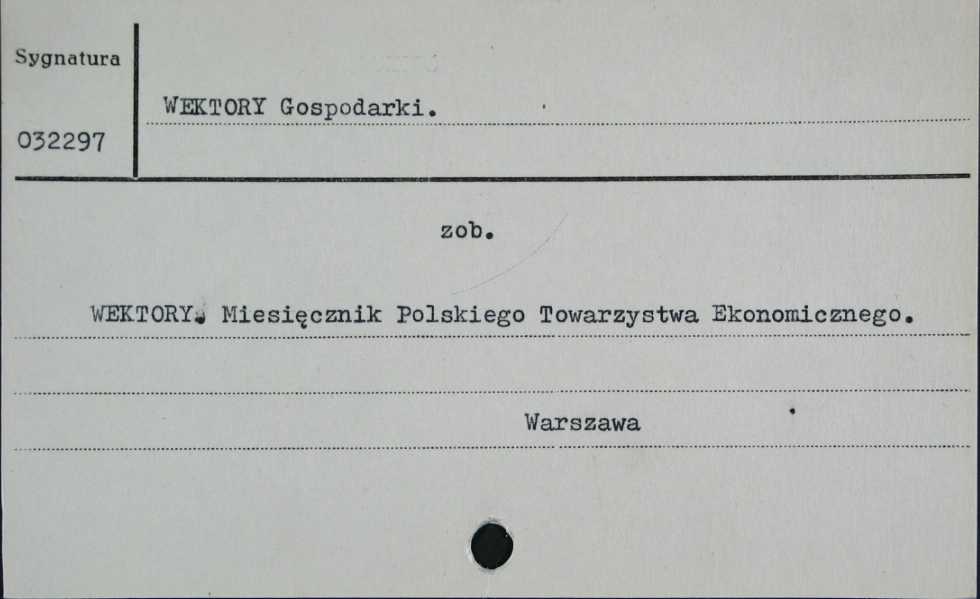 Sygnatura
WEKTORY Gospodarki.
032297
zob.
WEKTORY. Miesięcznik Polskiego Towarzystwa Ekonomicznego.
Warszawa